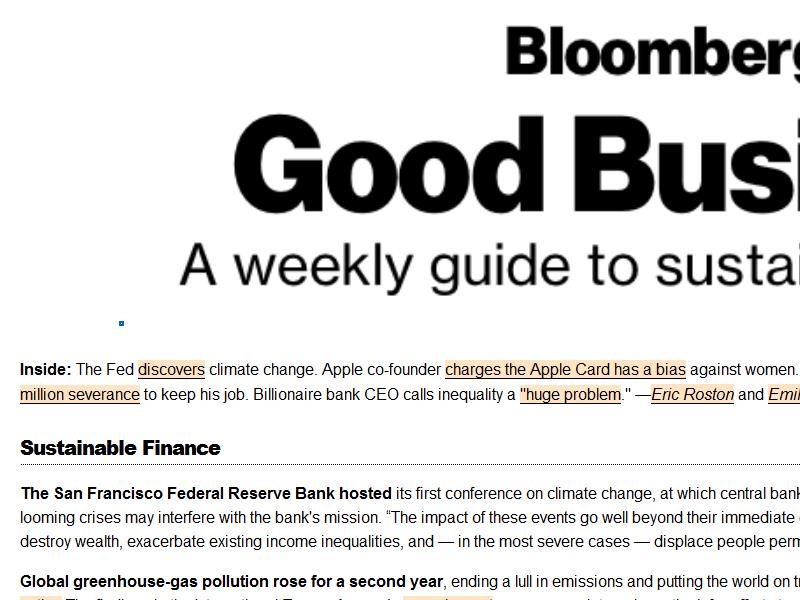 Bloomberg
Good Busi
A weekly guide to sustai
Inside: The Fed discovers climate change. Apple co-founder charges the Apple Card has a bias against women.
million severance to keep his job. Billionaire bank CEO calls inequality a "huge problem." —Eric Roston and Emil
Sustainable Finance
The San Francisco Federal Reserve Bank hosted its first conference on climate change, at which central bank
looming crises may interfere with the bank's mission. “The impact of these events go well beyond their immediate
destroy wealth, exacerbate existing income inequalities, and — in the most severe cases — displace people perm
Global greenhouse-gas pollution rose for a second year, ending a lull in emissions and putting the world on tr